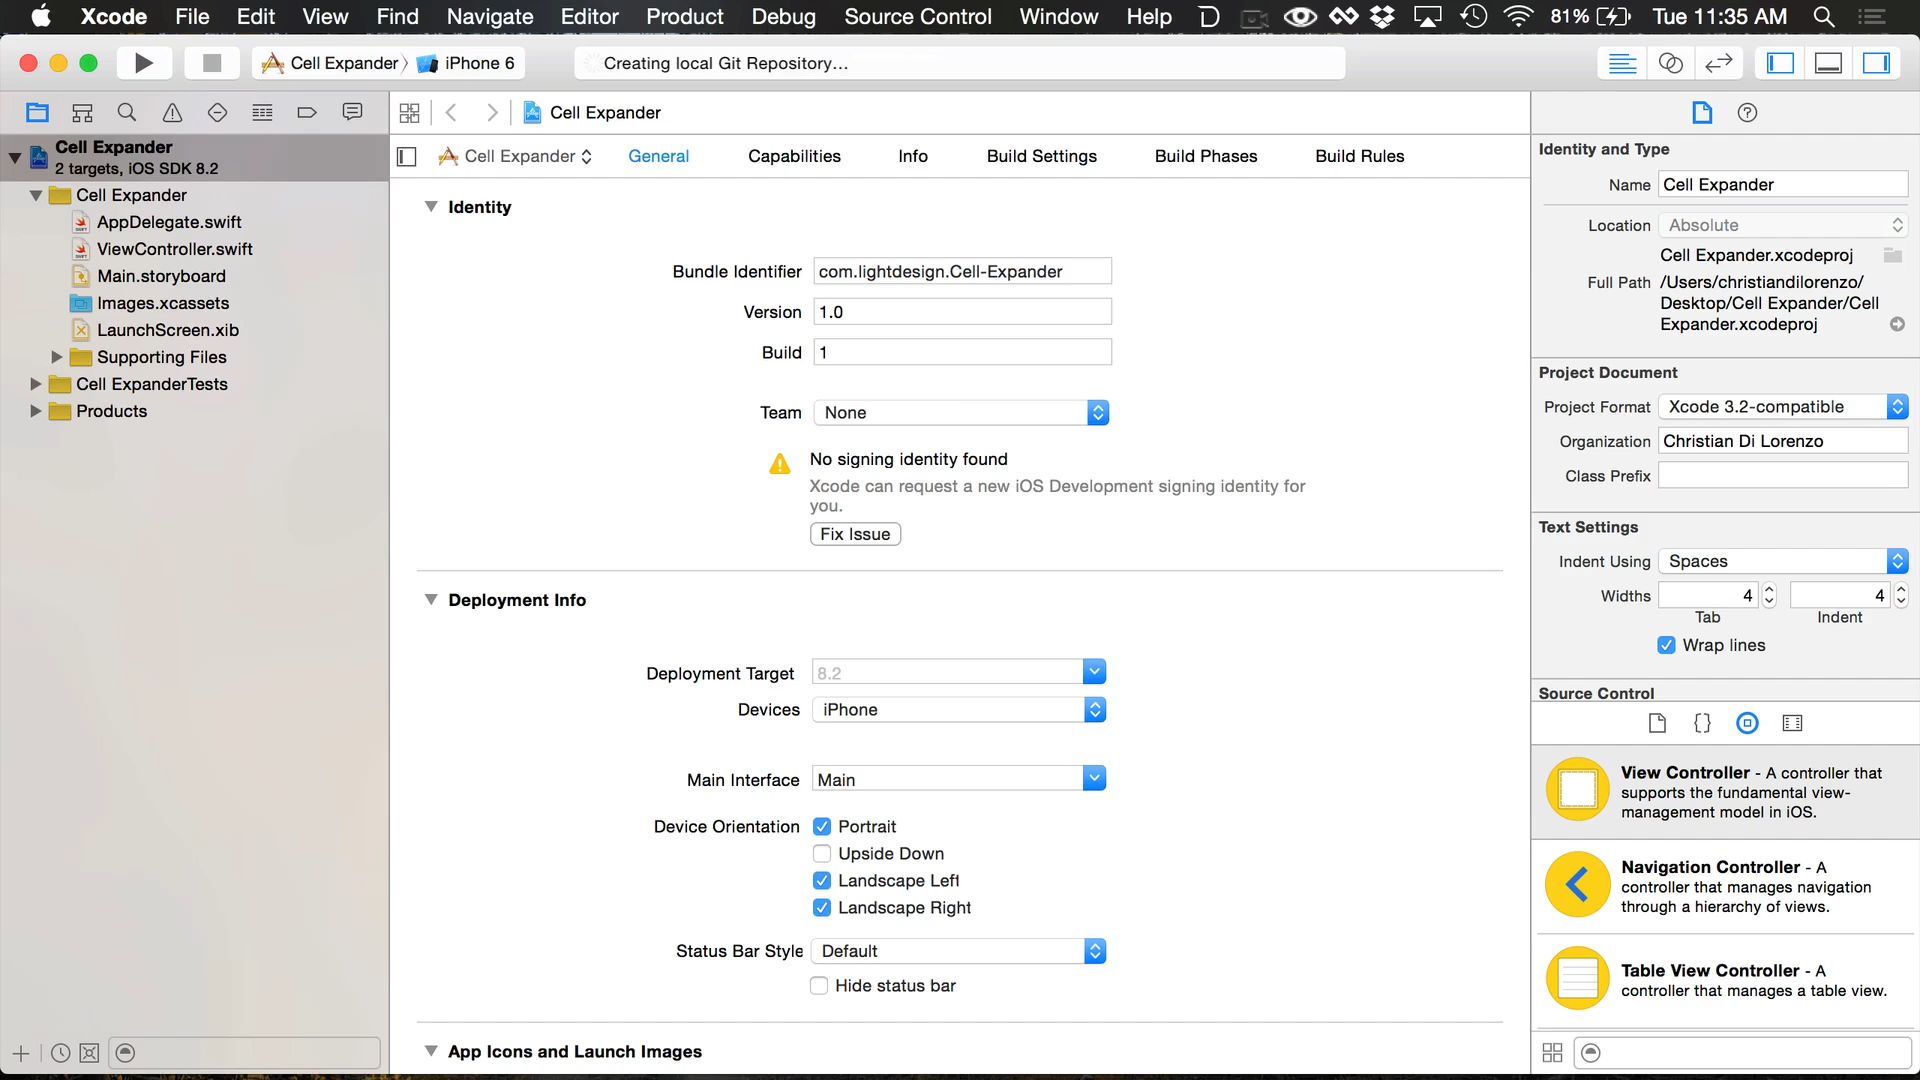 Xcode File Edit View Find Navigate Editor Product Debug Source Control Window Help 81% Tue 11:35 AM
Cell Expander iPhone 6 Creating local Git Repository...
Cell Expander
Cell Expander
2 targets, iOS SDK 8.2
Cell Expander
AppDelegate.swift
ViewController.swift
Main.storyboard
Images.xcassets
LaunchScreen.xib
Supporting Files
Cell ExpanderTests
Products
Cell Expander General Capabilities Info Build Settings Build Phases Build Rules
Identity
Bundle Identifier com.lightdesign.Cell-Expander
Version 1.0
Build 1
Team None
No signing identity found
Xcode can request a new iOS Development signing identity for
you.
Fix Issue
Deployment Info
Deployment Target 8.2
Devices iPhone
Main Interface Main
Device Orientation Portrait
Upside Down
Landscape Left
Landscape Right
Status Bar Style Default
Hide status bar
App Icons and Launch Images
Identity and Type
Name Cell Expander
Location Absolute
Cell Expander.xcodeproj
Full Path /Users/christiandilorenzo/
Desktop/Cell Expander/Cell
Expander.xcodeproj
Project Document
Project Format Xcode 3.2-compatible
Organization Christian Di Lorenzo
Class Prefix
Text Settings
Indent Using Spaces
Widths 4 4
Tab Indent
Wrap lines
Source Control
View Controller - A controller that
supports the fundamental view-
management model in iOS.
Navigation Controller - A
controller that manages navigation
through a hierarchy of views.
Table View Controller - A
controller that manages a table view.